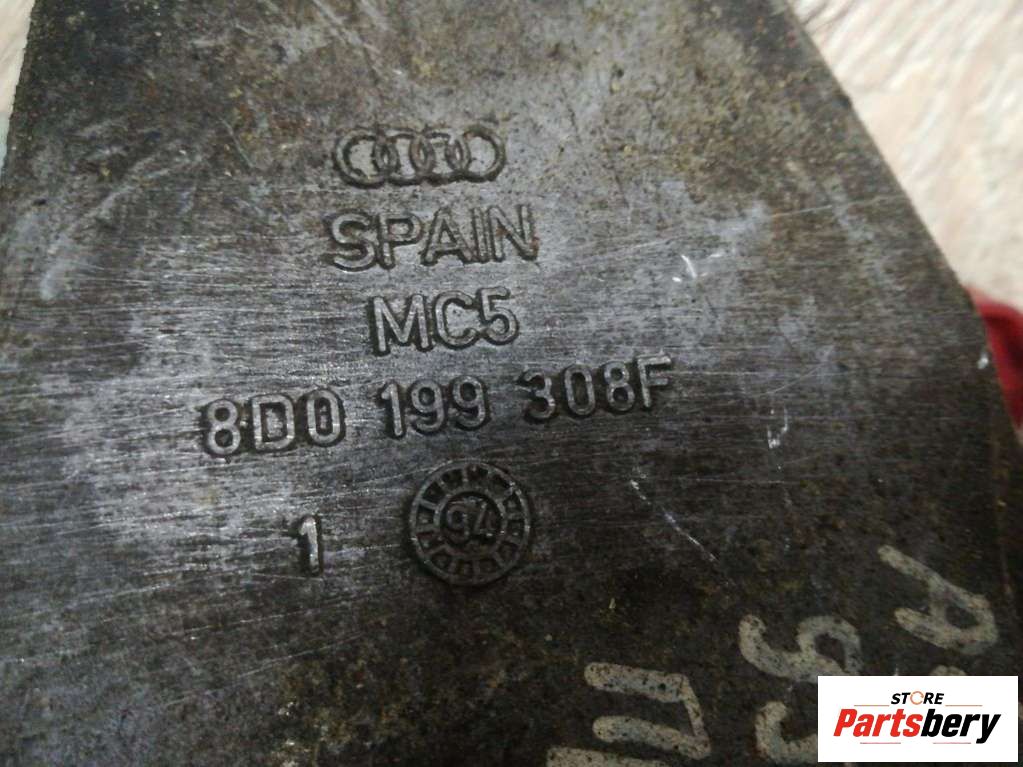 SPAIN
MC5
8D0 199 308F
1
94
STORE
Partsbery